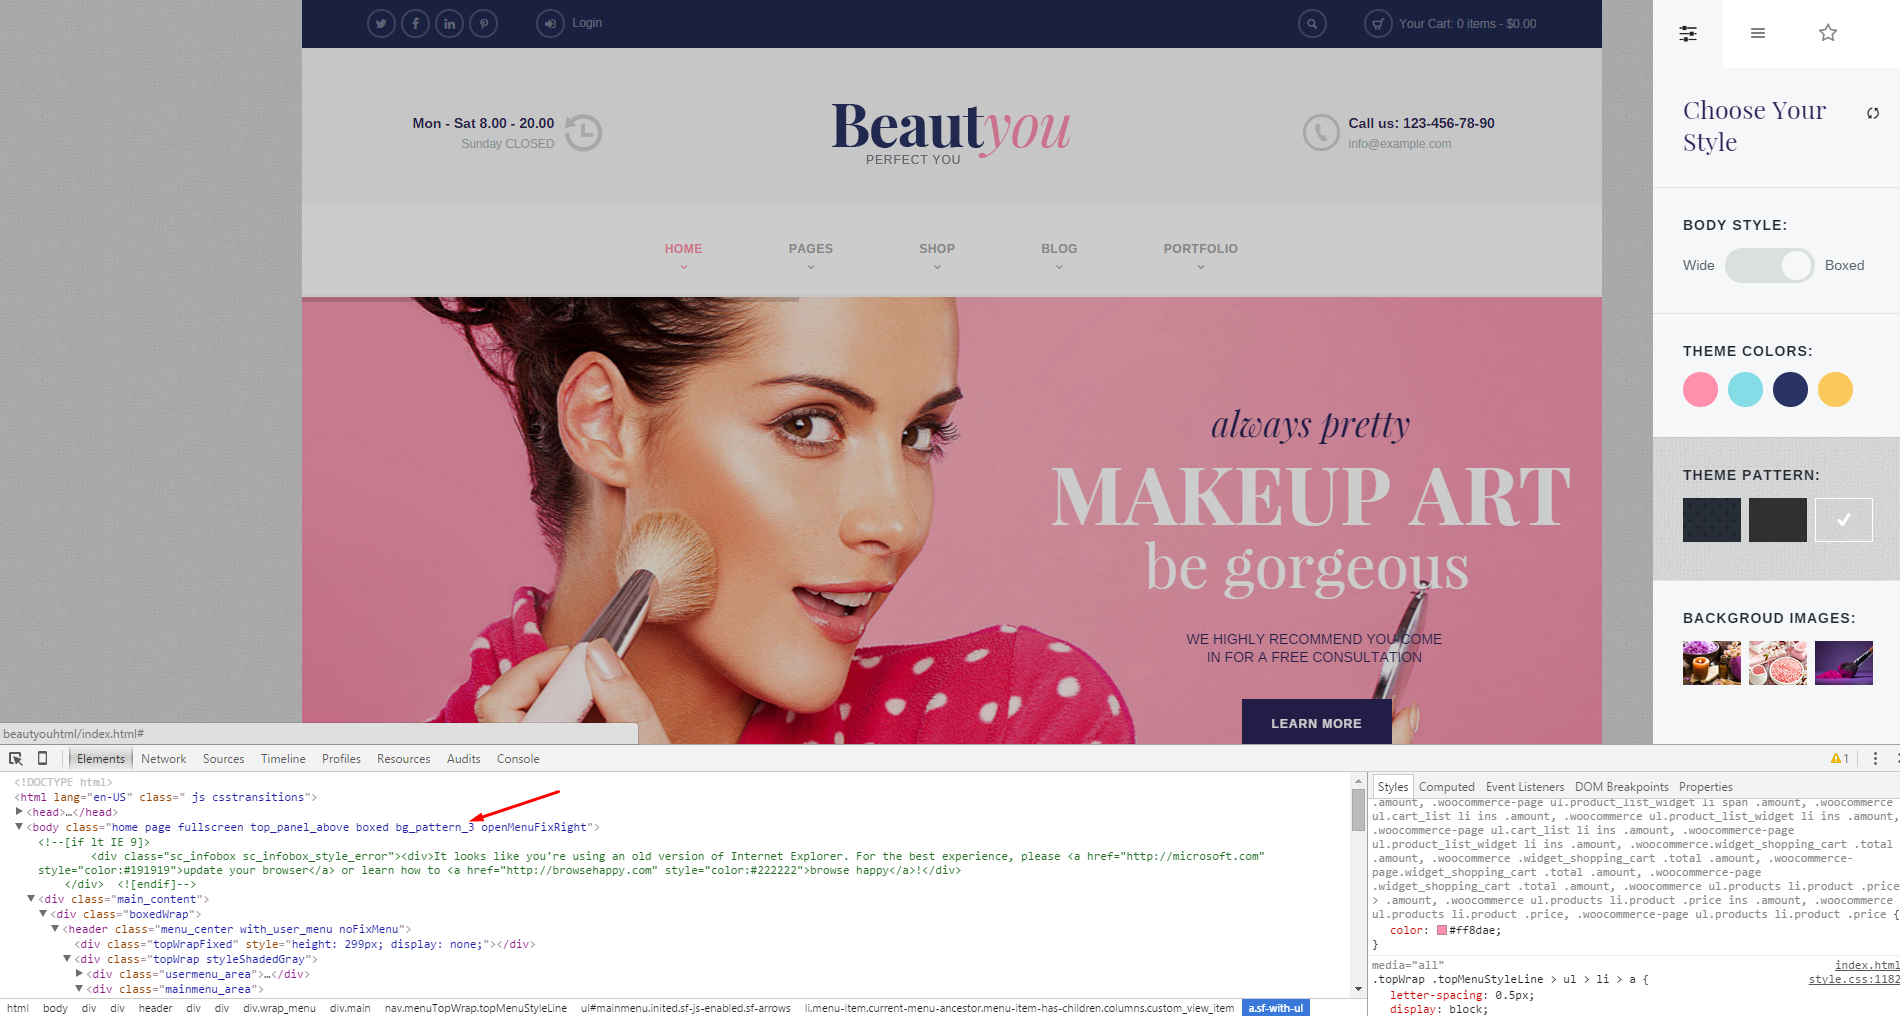 Login
Your Cart: 0 items - $0.00
Mon - Sat 8.00 - 20.00
Sunday CLOSED
Beautyou
PERFECT YOU
Call us: 123-456-78-90
info@example.com
HOME
PAGES
SHOP
BLOG
PORTFOLIO
always pretty
MAKEUP ART
be gorgeous
WE HIGHLY RECOMMEND YOU COME
IN FOR A FREE CONSULTATION
LEARN MORE
Choose Your
Style
BODY STYLE:
Wide
Boxed
THEME COLORS:
THEME PATTERN:
BACKGROUD IMAGES:
beautyouhtml/index.html#
Elements
Network
Sources
Timeline
Profiles
Resources
Audits
Console
1
<!DOCTYPE html>
<html lang="en-US" class=" js csstransitions">
<head>…</head>
<body class="home page fullscreen top_panel_above boxed bg_pattern_3 openMenuFixRight">
<!--[if lt IE 9]>
<div class="sc_infobox sc_infobox_style_error"><div>It looks like you're using an old version of Internet Explorer. For the best experience, please <a href="http://microsoft.com"
style="color:#191919">update your browser</a> or learn how to <a href="http://browsehappy.com" style="color:#222222">browse happy</a>!</div>
</div>  <![endif]-->
<div class="main_content">
<div class="boxedWrap">
<header class="menu_center with_user_menu noFixMenu">
<div class="topWrapFixed" style="height: 299px; display: none;"></div>
<div class="topWrap styleShadedGray">
<div class="usermenu_area">…</div>
<div class="mainmenu_area">
html body div div header div div div.wrap_menu div.main nav.menuTopWrap.topMenuStyleLine ul#mainmenu.inited.sf-js-enabled.sf-arrows li.menu-item.current-menu-ancestor.menu-item-has-children.columns.custom_view_item a.sf-with-ul
Styles
Computed
Event Listeners
DOM Breakpoints
Properties
.amount, .woocommerce-page ul.product_list_widget li span .amount, .woocommerce
ul.cart_list li ins .amount, .woocommerce ul.product_list_widget li ins .amount,
.woocommerce-page ul.cart_list li ins .amount, .woocommerce-page
ul.product_list_widget li ins .amount, .woocommerce.widget_shopping_cart .total
.amount, .woocommerce .widget_shopping_cart .total .amount, .woocommerce-
page.widget_shopping_cart .total .amount, .woocommerce-page
.widget_shopping_cart .total .amount, .woocommerce ul.products li.product .price
> .amount, .woocommerce ul.products li.product .price ins .amount, .woocommerce
ul.products li.product .price, .woocommerce-page ul.products li.product .price {
color: #ff8dae;
}
media="all"
index.html
.topWrap .topMenuStyleLine > ul > li > a {
style.css:1182
letter-spacing: 0.5px;
display: block;